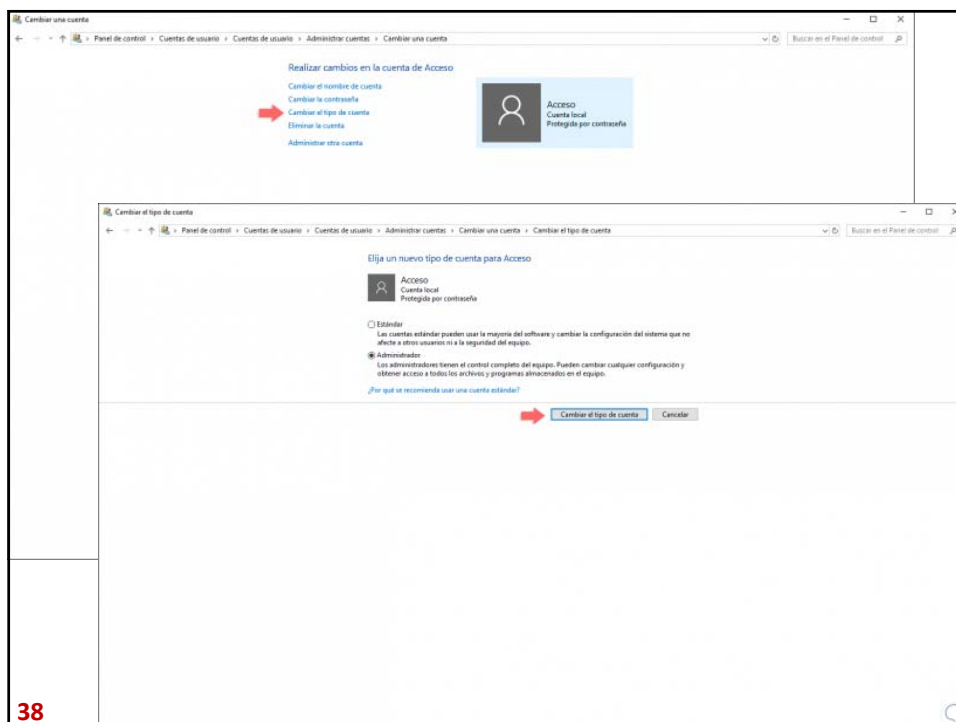 Cambiar una cuenta
Panel de control > Cuentas de usuario > Cuentas de usuario > Administrar cuentas > Cambiar una cuenta
Buscar en el Panel de control
Realizar cambios en la cuenta de Acceso
Cambiar el nombre de cuenta
Cambiar la contraseña
Cambiar el tipo de cuenta
Eliminar la cuenta
Administrar otra cuenta
Acceso
Cuenta local
Protegida por contraseña
Cambiar el tipo de cuenta
Panel de control > Cuentas de usuario > Cuentas de usuario > Administrar cuentas > Cambiar una cuenta > Cambiar el tipo de cuenta
Buscar en el Panel de control
Elija un nuevo tipo de cuenta para Acceso
Acceso
Cuenta local
Protegida por contraseña
Estándar
Las cuentas estándar pueden usar la mayoría del software y cambiar la configuración del sistema que no
afecte a otros usuarios ni a la seguridad del equipo.
Administrador
Los administradores tienen el control completo del equipo. Pueden cambiar cualquier configuración y
obtener acceso a todos los archivos y programas almacenados en el equipo.
¿Por qué se recomienda usar una cuenta estándar?
Cambiar el tipo de cuenta
Cancelar
38